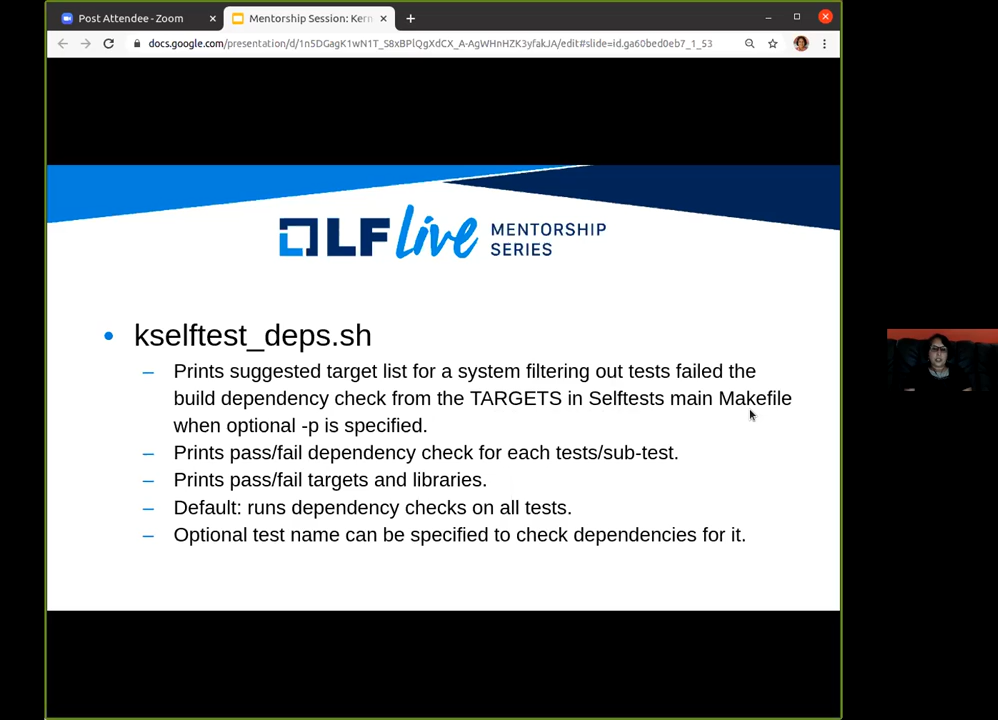 Post Attendee - Zoom
Mentorship Session: Kern
docs.google.com/presentation/d/1n5DGagK1wN1T_S8xBPlQgXdCX_A-AgWHnHZK3yfakJA/edit#slide=id.ga60bed0eb7_1_53
LF live MENTORSHIP
SERIES
• kselftest_deps.sh
– Prints suggested target list for a system filtering out tests failed the
build dependency check from the TARGETS in Selftests main Makefile
when optional -p is specified.
– Prints pass/fail dependency check for each tests/sub-test.
– Prints pass/fail targets and libraries.
– Default: runs dependency checks on all tests.
– Optional test name can be specified to check dependencies for it.